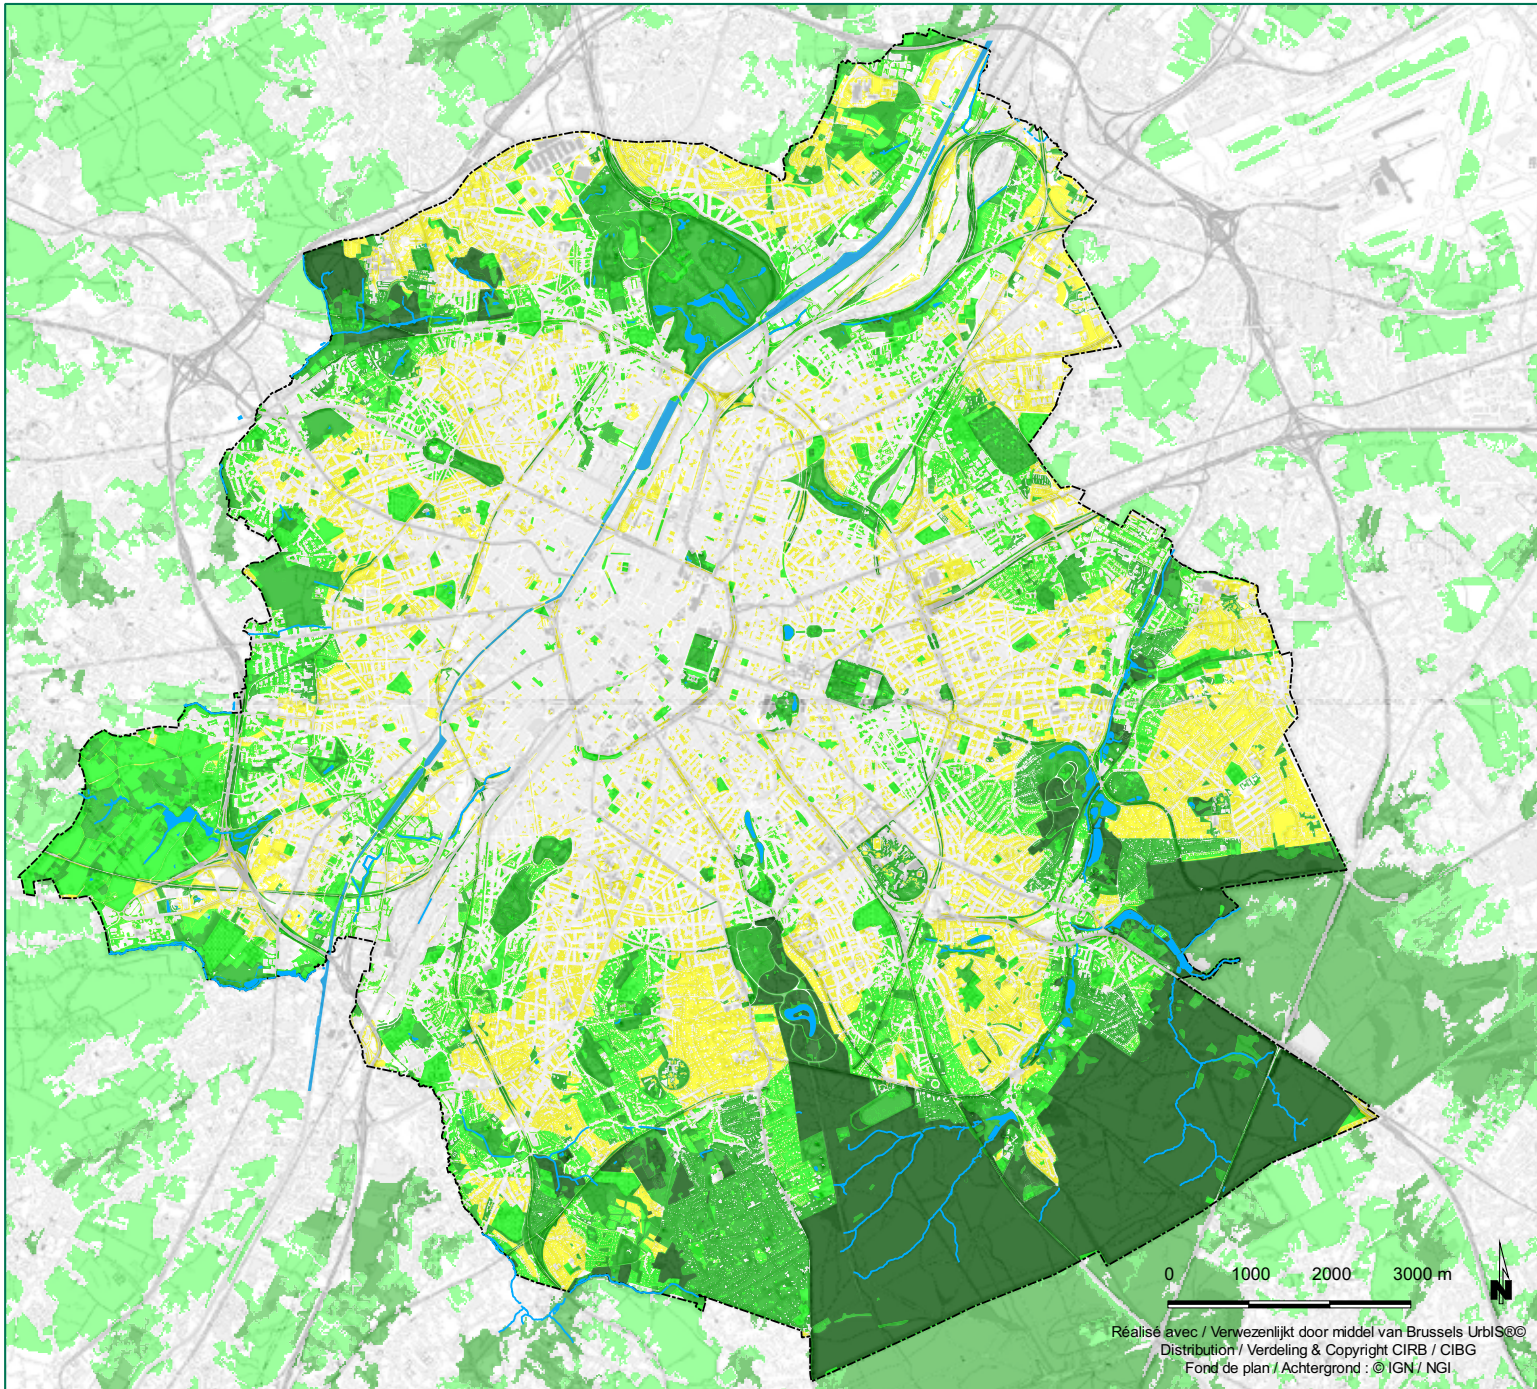 0 1000 2000 3000 m
N
Réalisé avec / Verwezenlijkt door middel van Brussels UrbIS®©
Distribution / Verdeling & Copyright CIRB / CIBG
Fond de plan / Achtergrond : © IGN / NGI